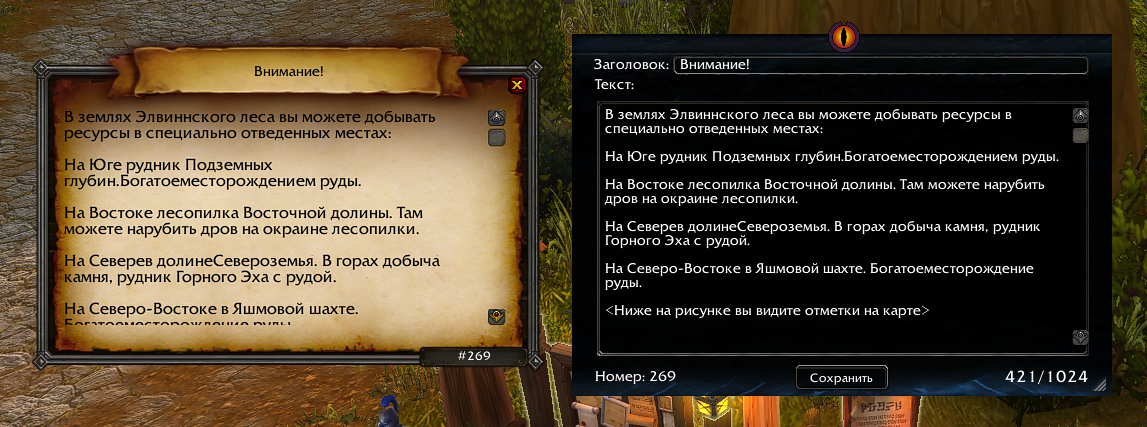 Внимание!
В землях Элвиннского леса вы можете добывать
ресурсы в специально отведенных местах:
На Юге рудник Подземных
глубин.Богатоеместорождением руды.
На Востоке лесопилка Восточной долины. Там
можете нарубить дров на окраине лесопилки.
На Северев долинеСевероземья. В горах добыча
камня, рудник Горного Эха с рудой.
На Северо-Востоке в Яшмовой шахте.
Богатоеместорождение руды.
#269
Заголовок: Внимание!
Текст:
В землях Элвиннского леса вы можете добывать ресурсы в
специально отведенных местах:
На Юге рудник Подземных глубин.Богатоеместорождением руды.
На Востоке лесопилка Восточной долины. Там можете нарубить
дров на окраине лесопилки.
На Северев долинеСевероземья. В горах добыча камня, рудник
Горного Эха с рудой.
На Северо-Востоке в Яшмовой шахте. Богатоеместорождение
руды.
<Ниже на рисунке вы видите отметки на карте>
Номер: 269
Сохранить
421/1024